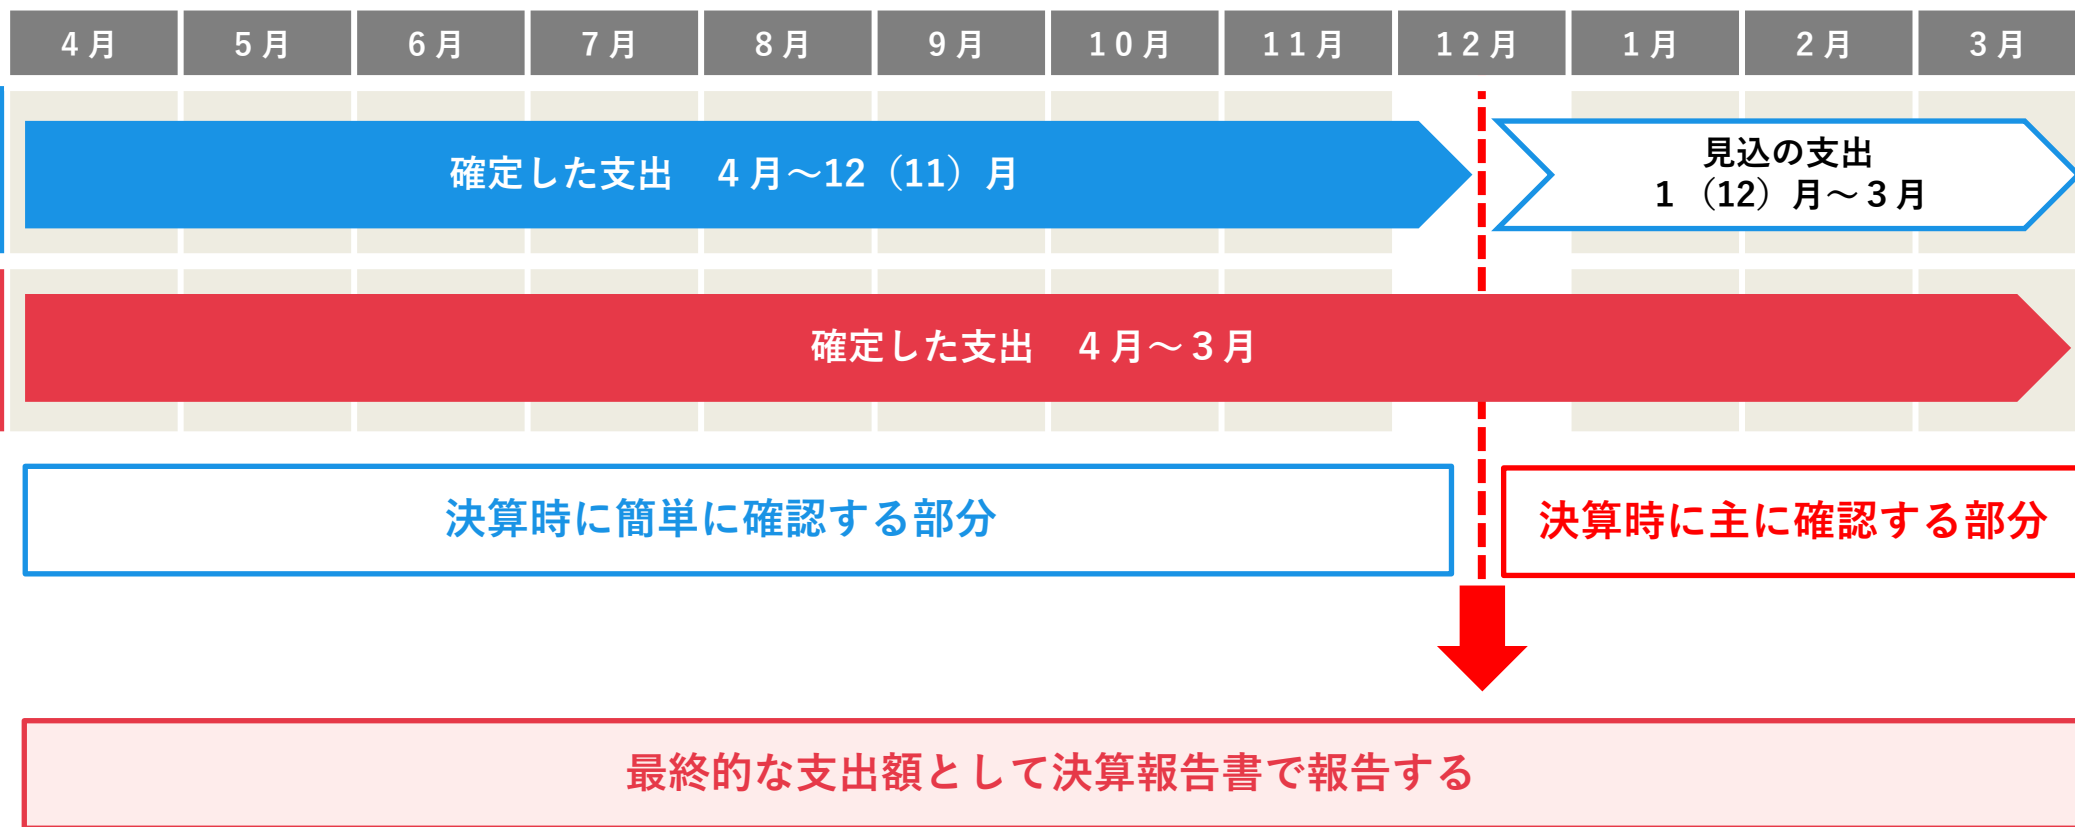 4月 5月 6月 7月 8月 9月 10月 11月 12月 1月 2月 3月
確定した支出　4月～12（11）月
見込の支出
1（12）月～3月
確定した支出　4月～3月
決算時に簡単に確認する部分
決算時に主に確認する部分
最終的な支出額として決算報告書で報告する